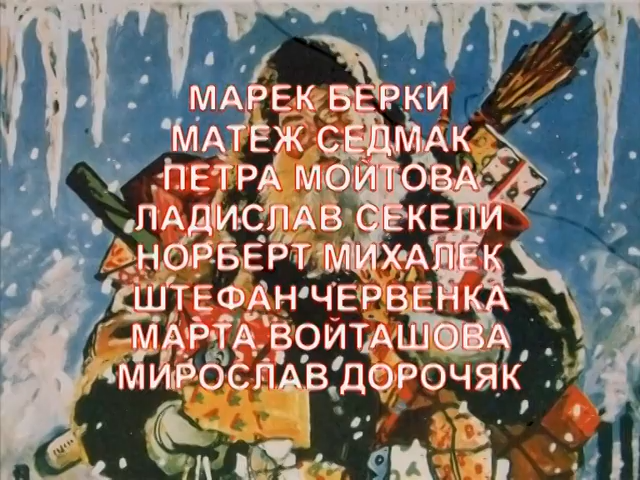 МАРЕК БЕРКИ
МАТЕЖ СЕДМАК
ПЕТРА МОЙТОВА
ЛАДИСЛАВ СЕКЕЛИ
НОРБЕРТ МИХАЛЕК
ШТЕФАН ЧЕРВЕНКА
МАРТА ВОЙТАШОВА
МИРОСЛАВ ДОРОЧЯК